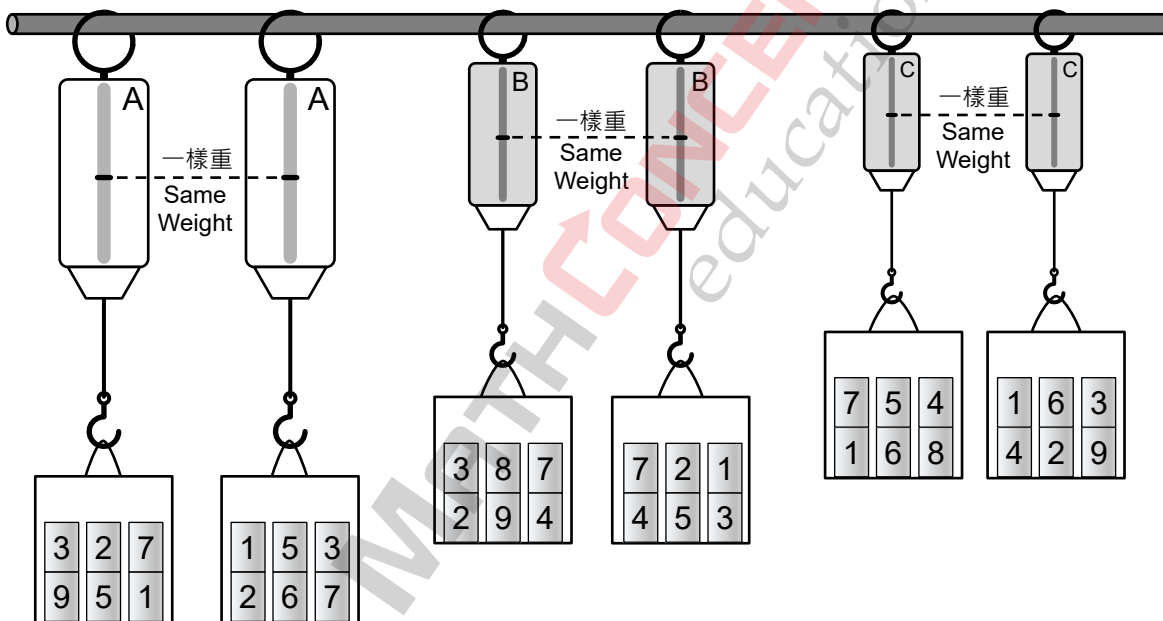 A
A
一樣重
Same
Weight
B
B
一樣重
Same
Weight
C
C
一樣重
Same
Weight
3 2 7
9 5 1
1 5 3
2 6 7
3 8 7
2 9 4
7 2 1
4 5 3
7 5 4
1 6 8
1 6 3
4 2 9
MATHCONCEPT
education